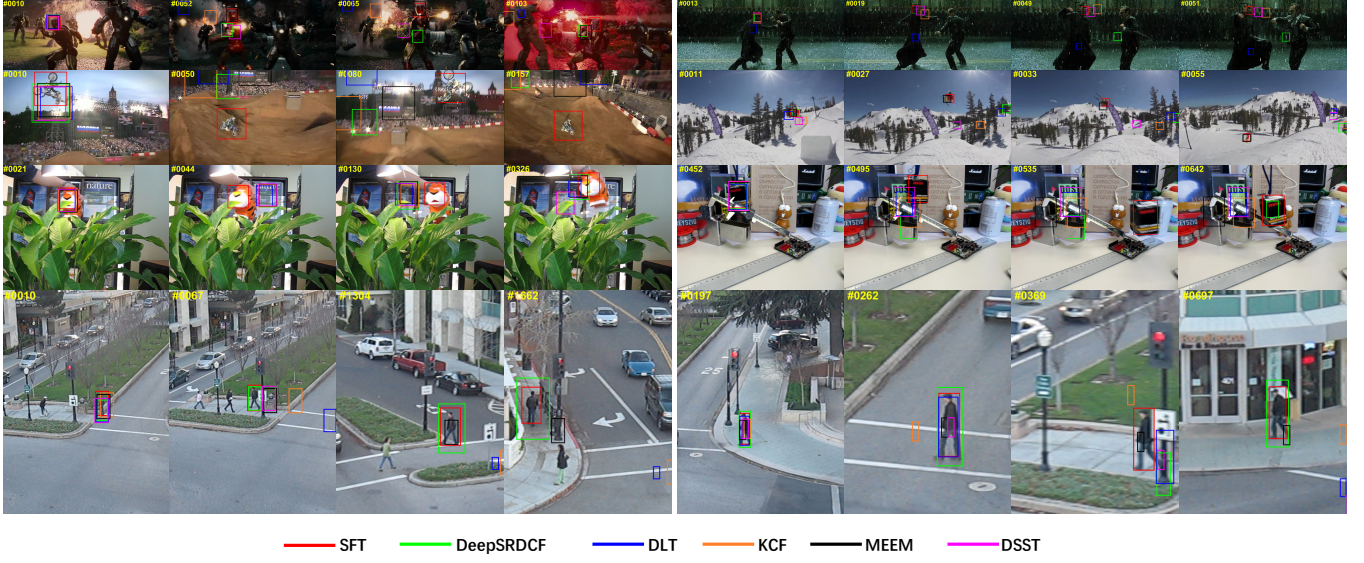 #0010 #0052 #0065 #0103 #0013 #0019 #0049 #0051
#0010 #0050 #0080 #0157 #0011 #0027 #0033 #0055
#0021 #0044 #0130 #0326 #0452 #0495 #0535 #0642
nature
#0010 #0067 #1304 #1662 #0197 #0262 #0369 #0697
25
SFT DeepSRDCF DLT KCF MEEM DSST